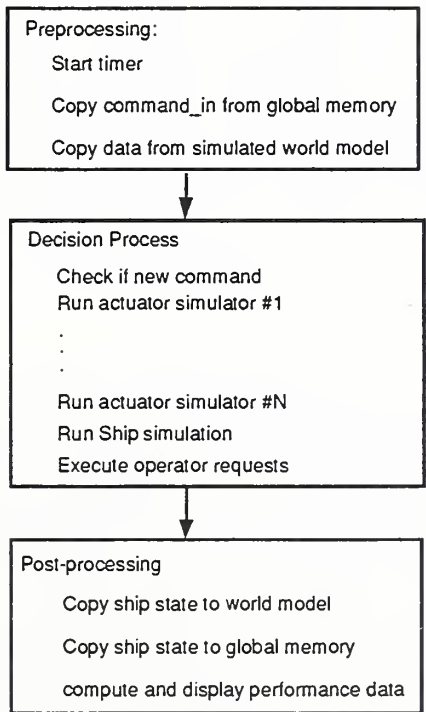 Preprocessing:
Start timer
Copy command_in from global memory
Copy data from simulated world model
Decision Process
Check if new command
Run actuator simulator #1
.
.
.
Run actuator simulator #N
Run Ship simulation
Execute operator requests
Post-processing
Copy ship state to world model
Copy ship state to global memory
compute and display performance data